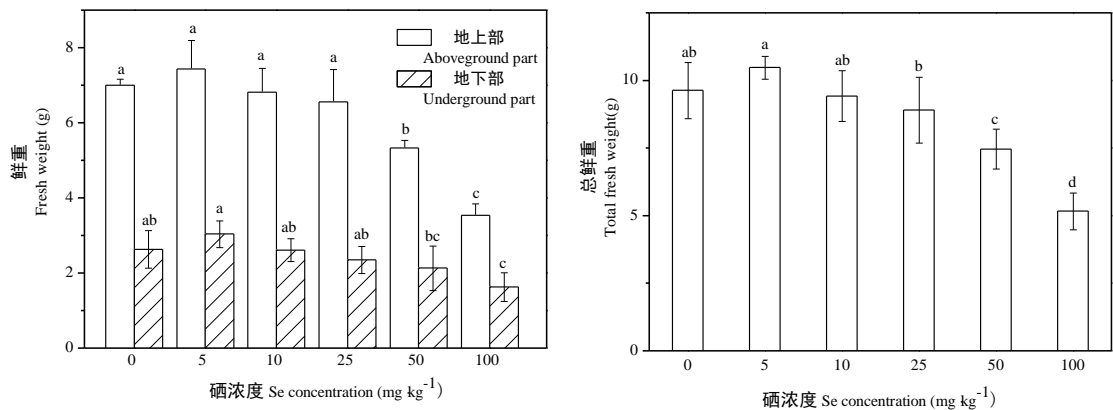 地上部
Aboveground part
地下部
Underground part
鲜重
Fresh weight (g)
8
6
4
2
0
a
a
a
a
b
c
ab
a
ab
ab
bc
c
0
5
10
25
50
100
硒浓度 Se concentration (mg kg-1)
总鲜重
Total fresh weight(g)
10
5
0
ab
a
ab
b
c
d
0
5
10
25
50
100
硒浓度 Se concentration (mg kg-1)